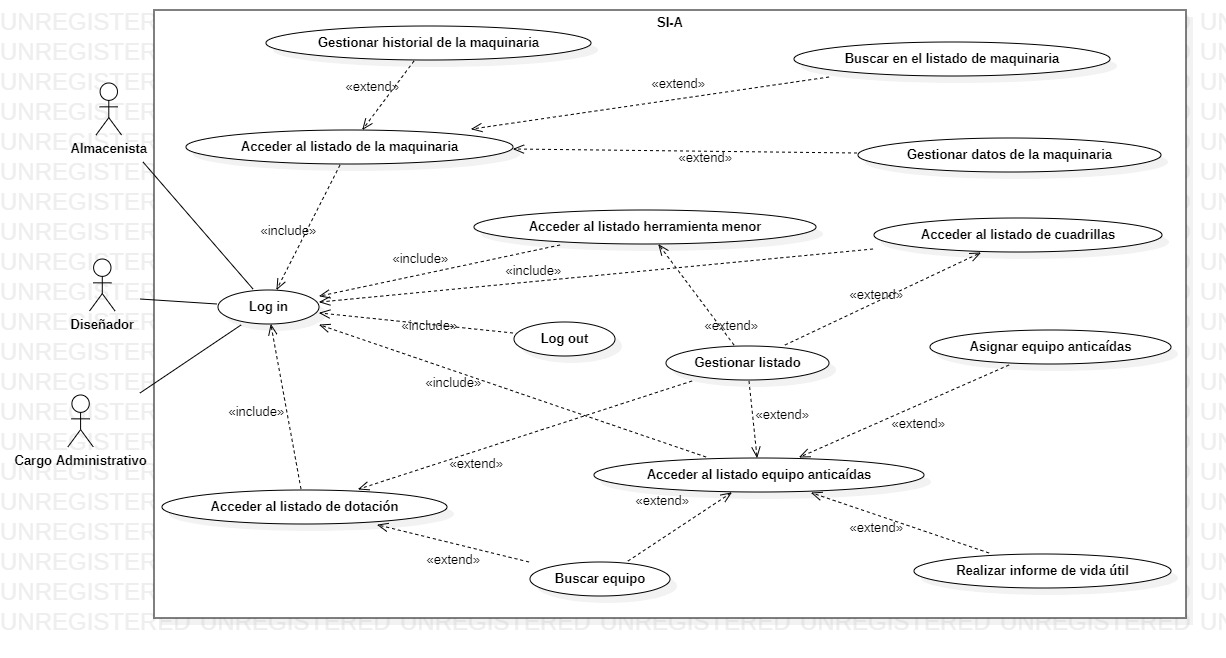 SI-A
Gestionar historial de la maquinaria
Buscar en el listado de maquinaria
«extend»
«extend»
Almacenista
Acceder al listado de la maquinaria
Gestionar datos de la maquinaria
«extend»
Acceder al listado herramienta menor
Acceder al listado de cuadrillas
«include»
«include»
«include»
Diseñador
Log in
«extend»
«include»
«extend»
Log out
Asignar equipo anticaídas
Gestionar listado
«include»
«include»
«extend»
«extend»
Cargo Administrativo
«extend»
Acceder al listado equipo anticaídas
«extend»
Acceder al listado de dotación
«extend»
«extend»
Buscar equipo
Realizar informe de vida útil
UNREGISTERED UNREGISTERED UNREGISTERED UNREGISTERED UNREGISTERED UNREGISTERED UN